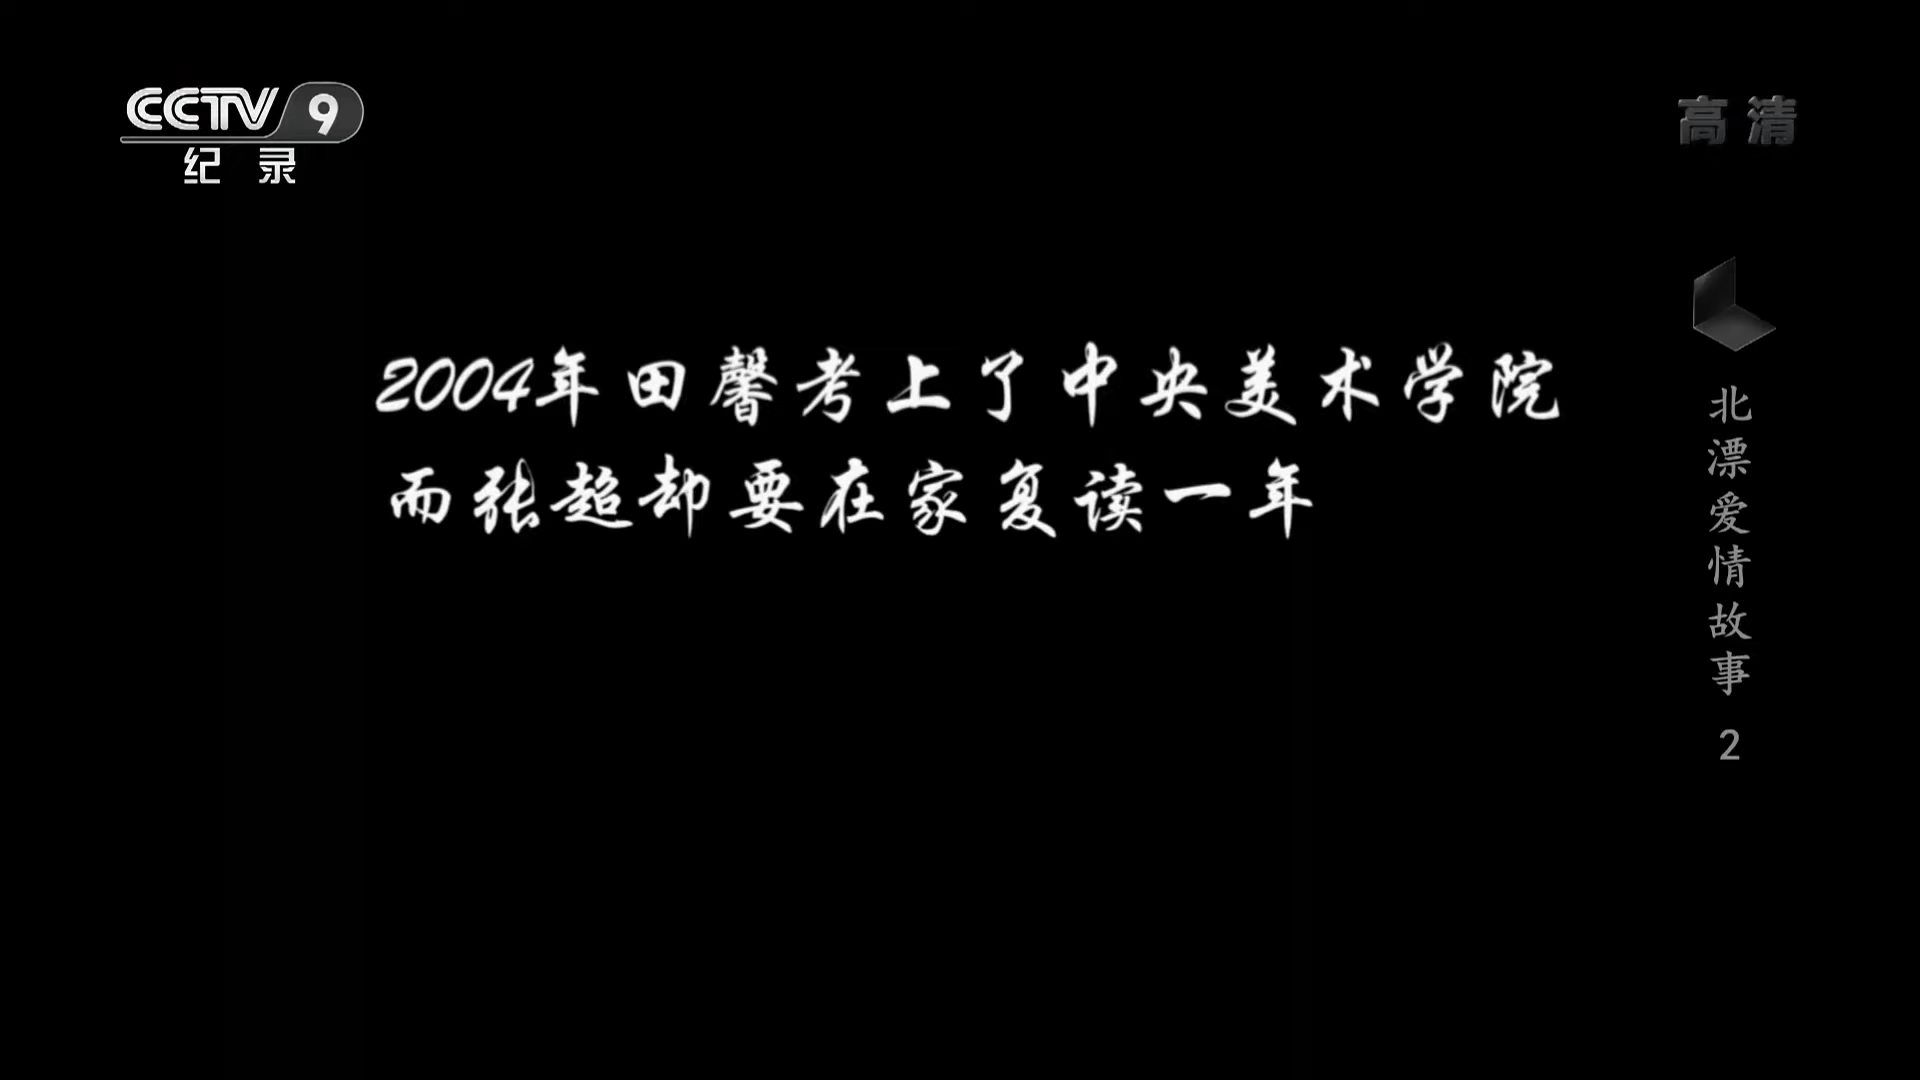 CCTV 9
纪录
高清
2004年田馨考上了中央美术学院
而张超却要在家复读一年
北漂爱情故事 2